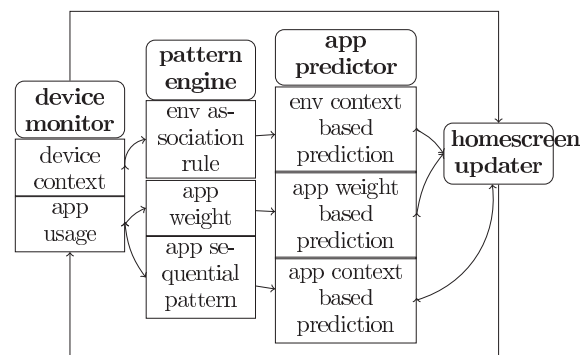 device
monitor
device
context
app
usage
pattern
engine
env as-
sociation
rule
app
weight
app se-
quential
pattern
app
predictor
env context
based
prediction
app weight
based
prediction
app context
based
prediction
homescreen
updater